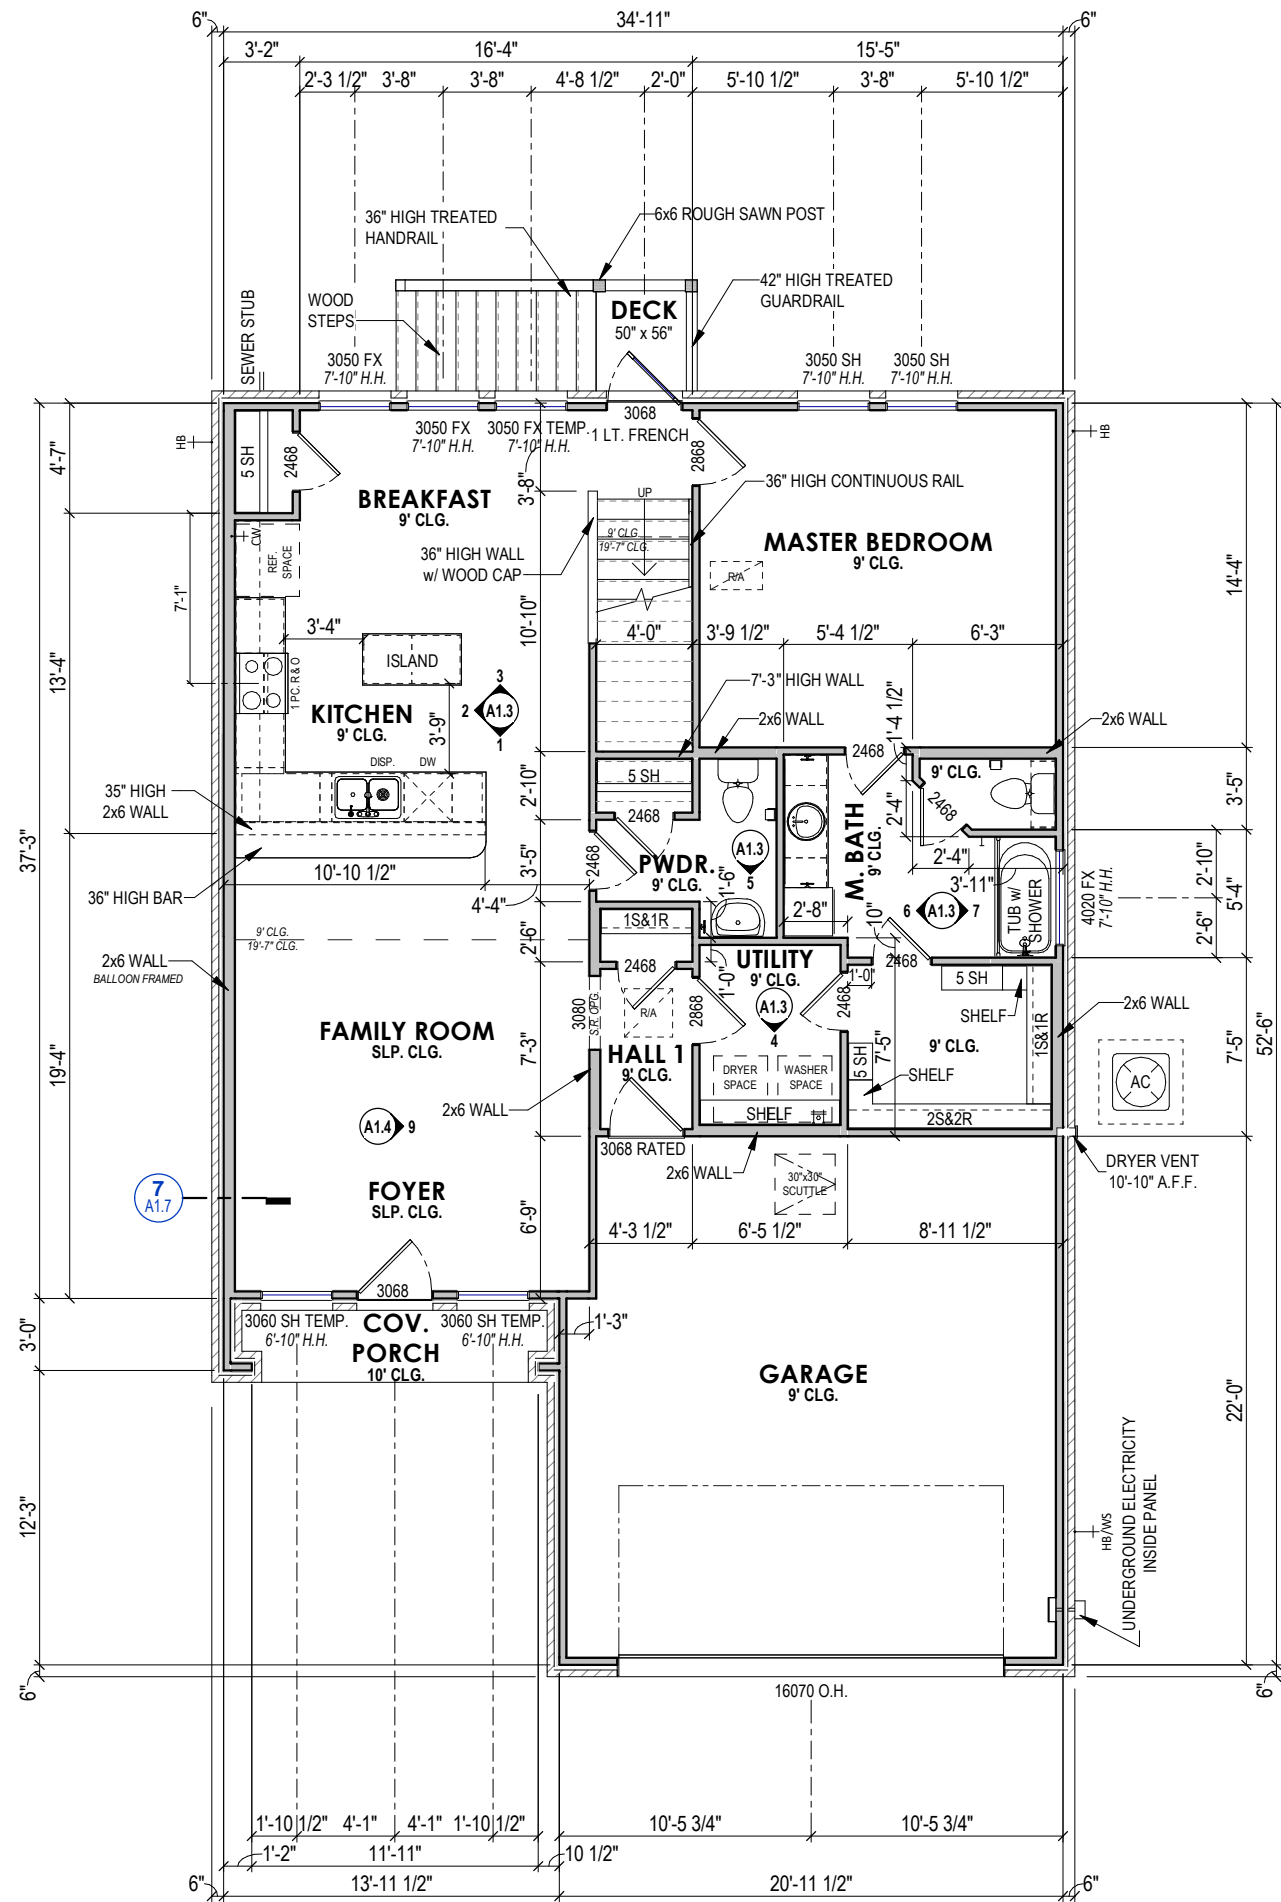 6"
34'-11"
6"
3'-2"
16'-4"
15'-5"
2'-3 1/2"
3'-8"
3'-8"
4'-8 1/2"
2'-0"
5'-10 1/2"
3'-8"
5'-10 1/2"
36" HIGH TREATED
HANDRAIL
6x6 ROUGH SAWN POST
42" HIGH TREATED
GUARDRAIL
SEWER STUB
WOOD
STEPS
DECK
50" x 56"
3050 FX
7'-10" H.H.
3050 SH
7'-10" H.H.
3050 SH
7'-10" H.H.
3050 FX
7'-10" H.H.
3050 FX TEMP.
7'-10" H.H.
3068
1 LT. FRENCH
HB
HB
4'-7"
5 SH
2468
2868
3'-8"
BREAKFAST
9' CLG.
UP
36" HIGH CONTINUOUS RAIL
9' CLG.
19'-7" CLG.
36" HIGH WALL
w/ WOOD CAP
MASTER BEDROOM
9' CLG.
R/A
14'-4"
CW
REF.
SPACE
7'-1"
13'-4"
3'-4"
10'-10"
4'-0"
3'-9 1/2"
5'-4 1/2"
6'-3"
ISLAND
1 PC. R & O
7'-3" HIGH WALL
2x6 WALL
2x6 WALL
KITCHEN
9' CLG.
3
2
A1.3
1
3'-9"
1'-4 1/2"
2468
9' CLG.
DISP.
DW
5 SH
2'-10"
35" HIGH
2x6 WALL
2468
2'-4"
2468
3'-5"
37'-3"
3'-5"
2468
PWDR.
9' CLG.
A1.3
5
M. BATH
9' CLG.
2'-4"
3'-11"
2'-10"
5'-4"
10'-10 1/2"
36" HIGH BAR
4'-4"
1'-6"
2'-8"
10"
6
A1.3
7
TUB w/
SHOWER
4020 FX
7'-10" H.H.
2'-6"
9' CLG.
19'-7" CLG.
2'-6"
1S&1R
2x6 WALL
BALLOON FRAMED
2468
1'-0"
UTILITY
9' CLG.
2468
1'-0"
5 SH
SHELF
1S&1R
2x6 WALL
FAMILY ROOM
SLP. CLG.
19'-4"
3080
S.R. OPG.
R/A
2868
A1.3
4
2468
7'-5"
9' CLG.
7'-5"
52'-6"
7'-3"
HALL 1
9' CLG.
5 SH
SHELF
DRYER
SPACE
WASHER
SPACE
SHELF
2S&2R
AC
2x6 WALL
A1.4
9
3068 RATED
2x6 WALL
30"x30"
SCUTTLE
DRYER VENT
10'-10" A.F.F.
7
A1.7
FOYER
SLP. CLG.
6'-9"
4'-3 1/2"
6'-5 1/2"
8'-11 1/2"
3068
3060 SH TEMP.
6'-10" H.H.
COV.
PORCH
10' CLG.
3060 SH TEMP.
6'-10" H.H.
1'-3"
3'-0"
GARAGE
9' CLG.
22'-0"
12'-3"
HB/WS
UNDERGROUND ELECTRICITY
INSIDE PANEL
6"
6"
16070 O.H.
1'-10 1/2"
4'-1"
4'-1"
1'-10 1/2"
10'-5 3/4"
10'-5 3/4"
1'-2"
11'-11"
10 1/2"
6"
13'-11 1/2"
20'-11 1/2"
6"